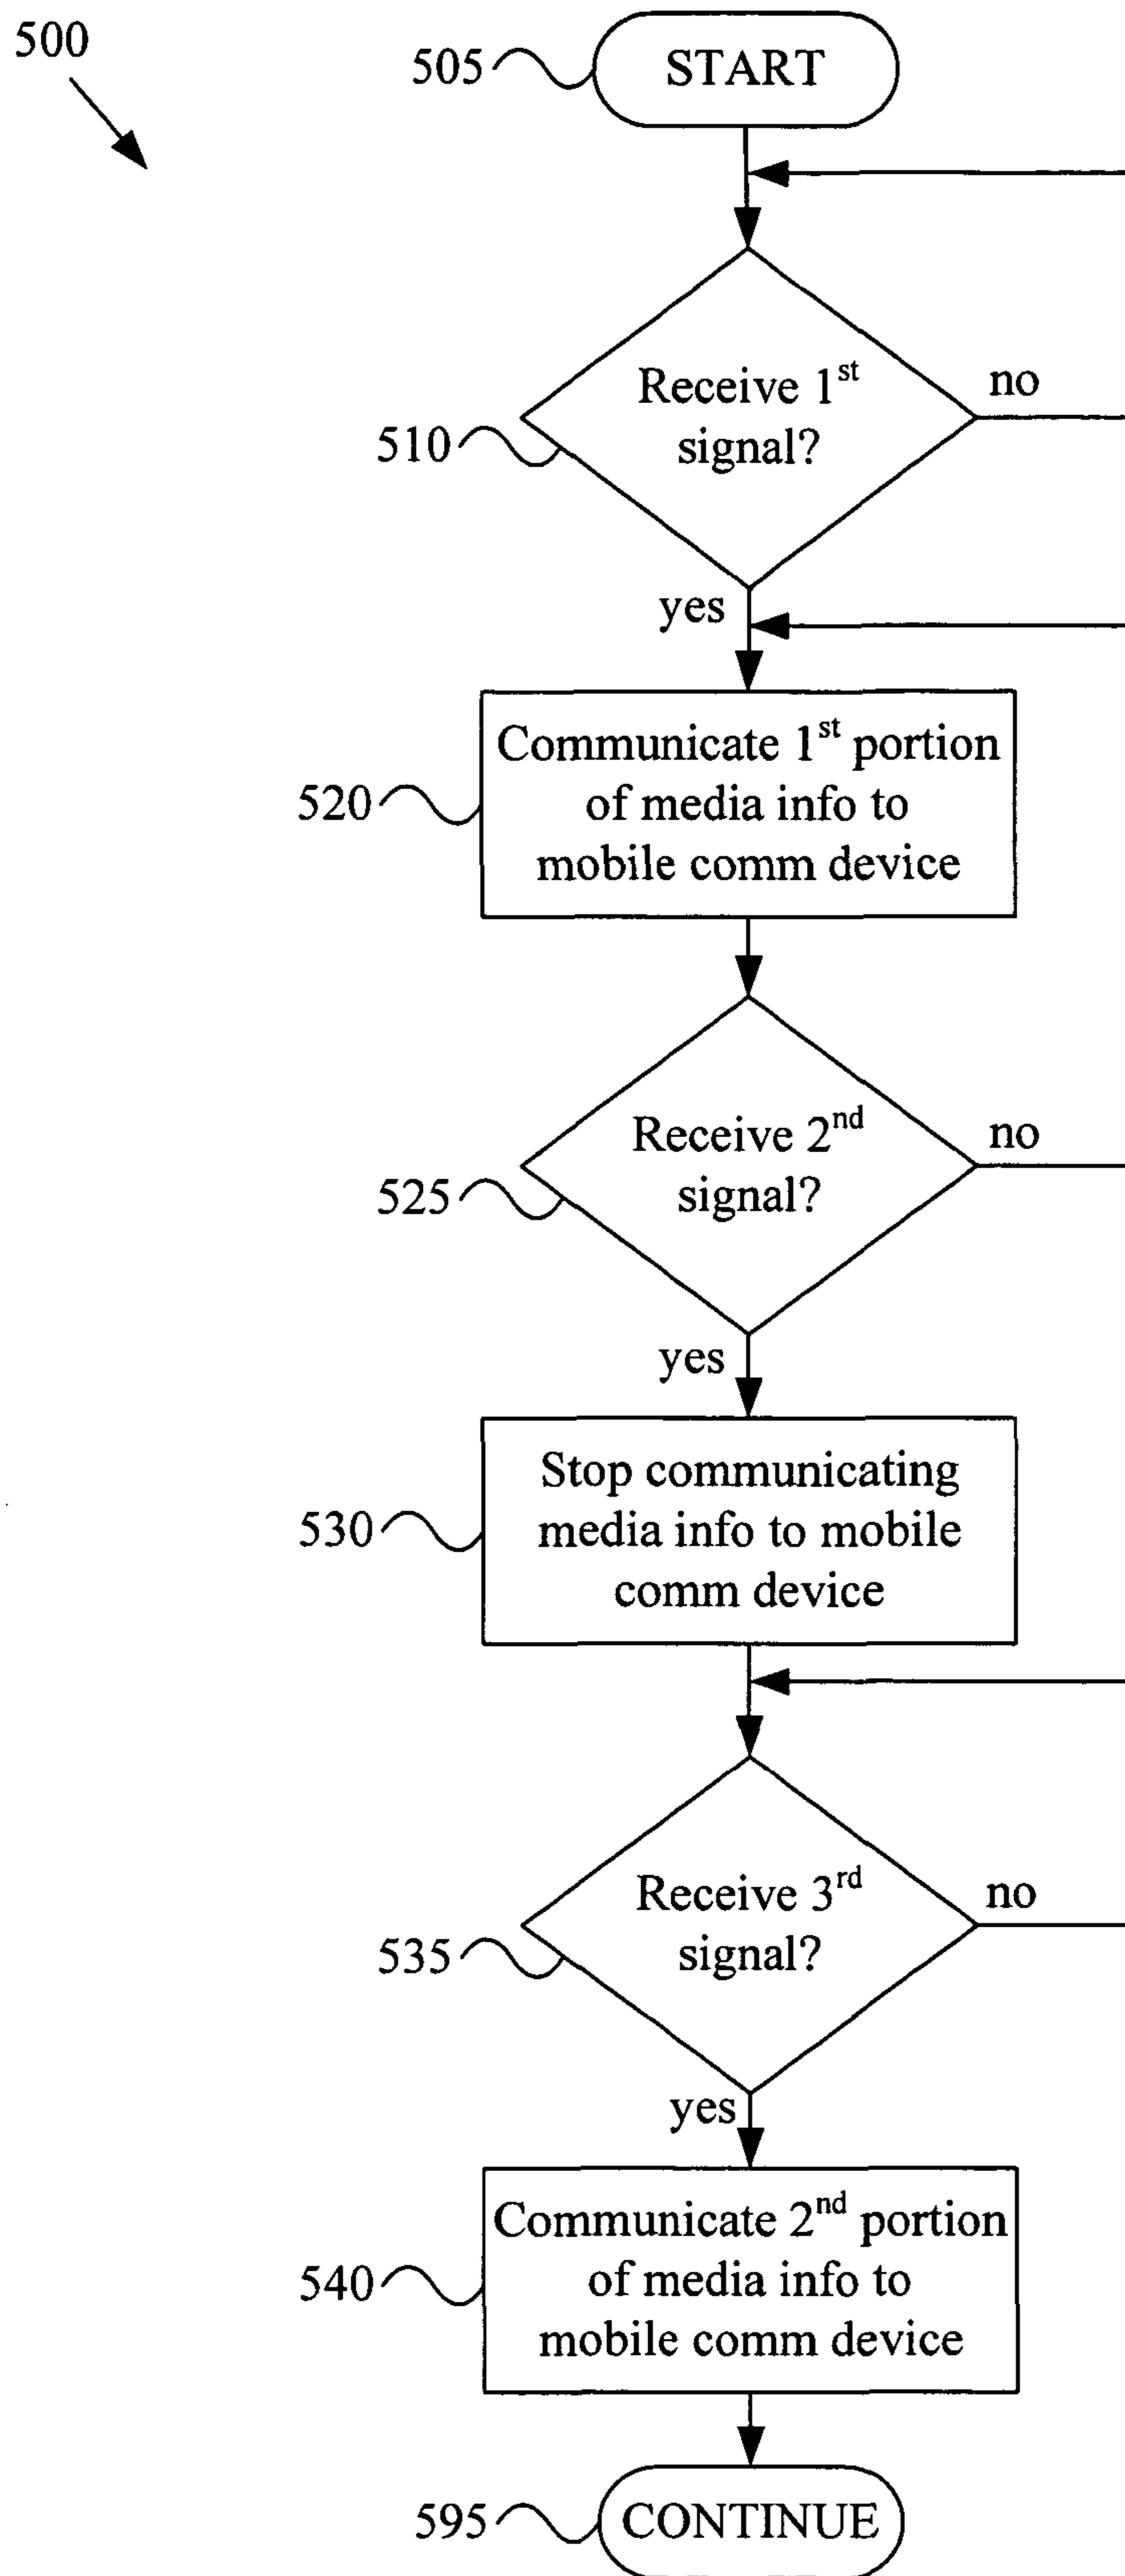 500
505
START
Receive 1st
signal?
no
510
yes
Communicate 1st portion
of media info to
mobile comm device
520
Receive 2nd
signal?
no
525
yes
Stop communicating
media info to mobile
comm device
530
Receive 3rd
signal?
no
535
yes
Communicate 2nd portion
of media info to
mobile comm device
540
595
CONTINUE